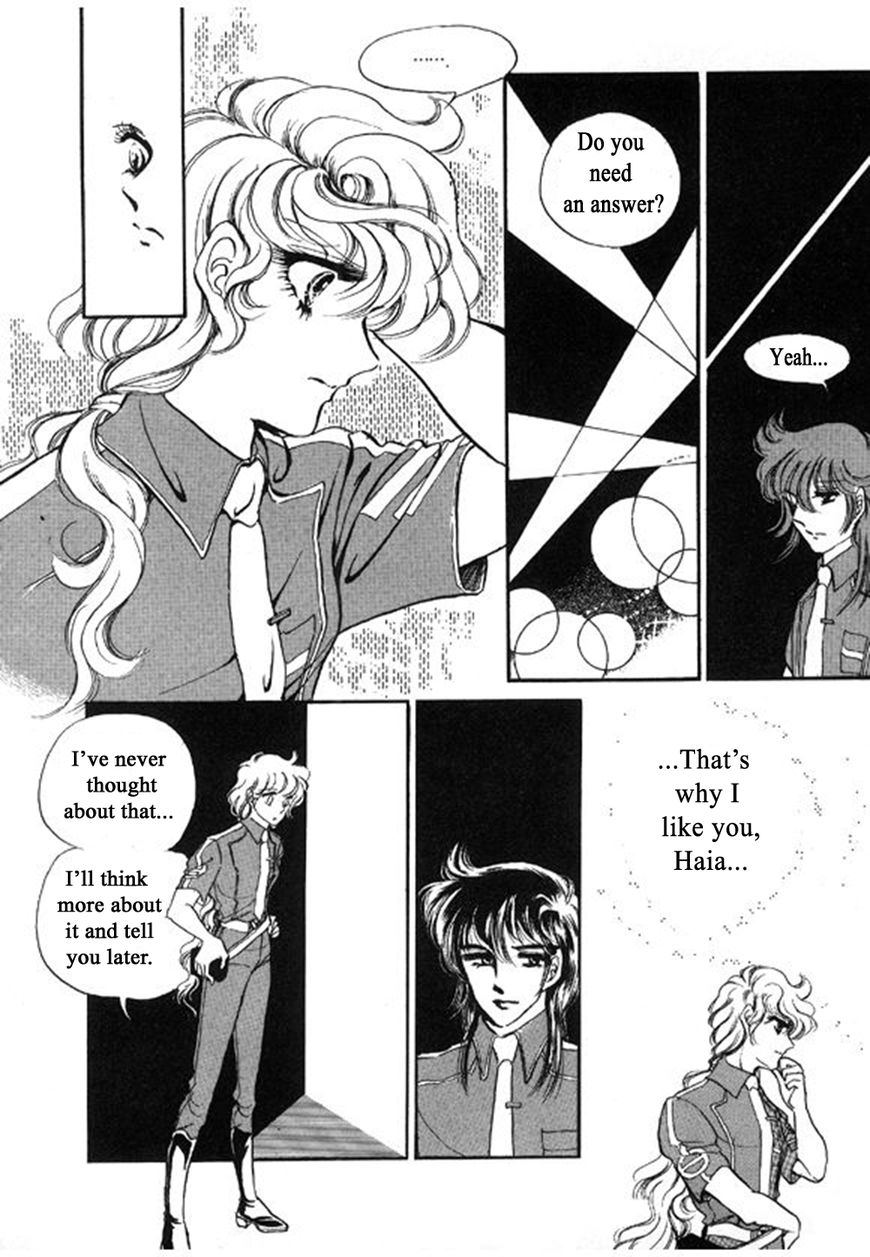 .......
Do you
need
an answer?
Yeah...
I've never
thought
about that...
I'll think
more about
it and tell
you later.
...That's
why I
like you,
Haia...